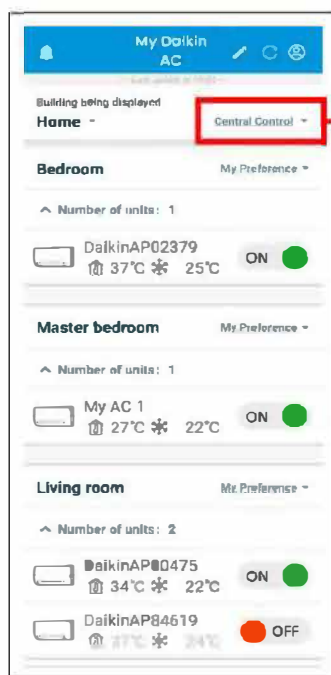 My Daikin
AC
Building being displayed
Home
Central Control
Bedroom My Preference
Number of units: 1
DaikinAP02379
37°C 25°C ON
Master bedroom My Preference
Number of units: 1
My AC 1
27°C 22°C ON
Living room My Preference
Number of units: 2
DaikinAP00475
34°C 22°C ON
DaikinAP84619
OFF